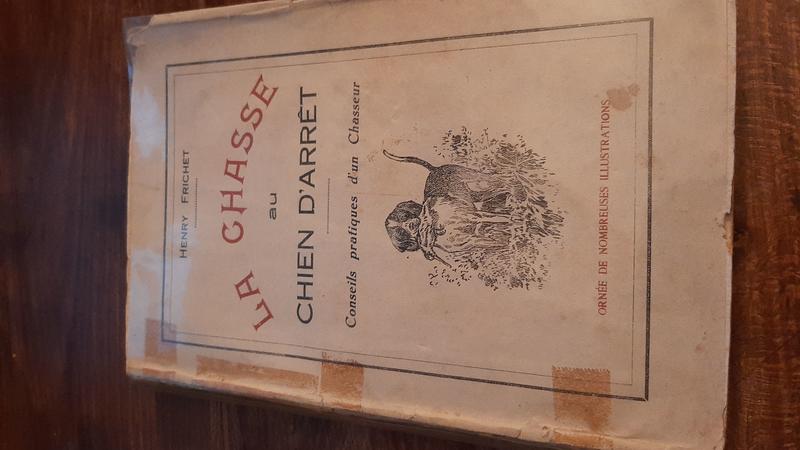 HENRY FRICHET
LA CHASSE
au
CHIEN D'ARRÊT
Conseils pratiques d'un Chasseur
ORNÉE DE NOMBREUSES ILLUSTRATIONS